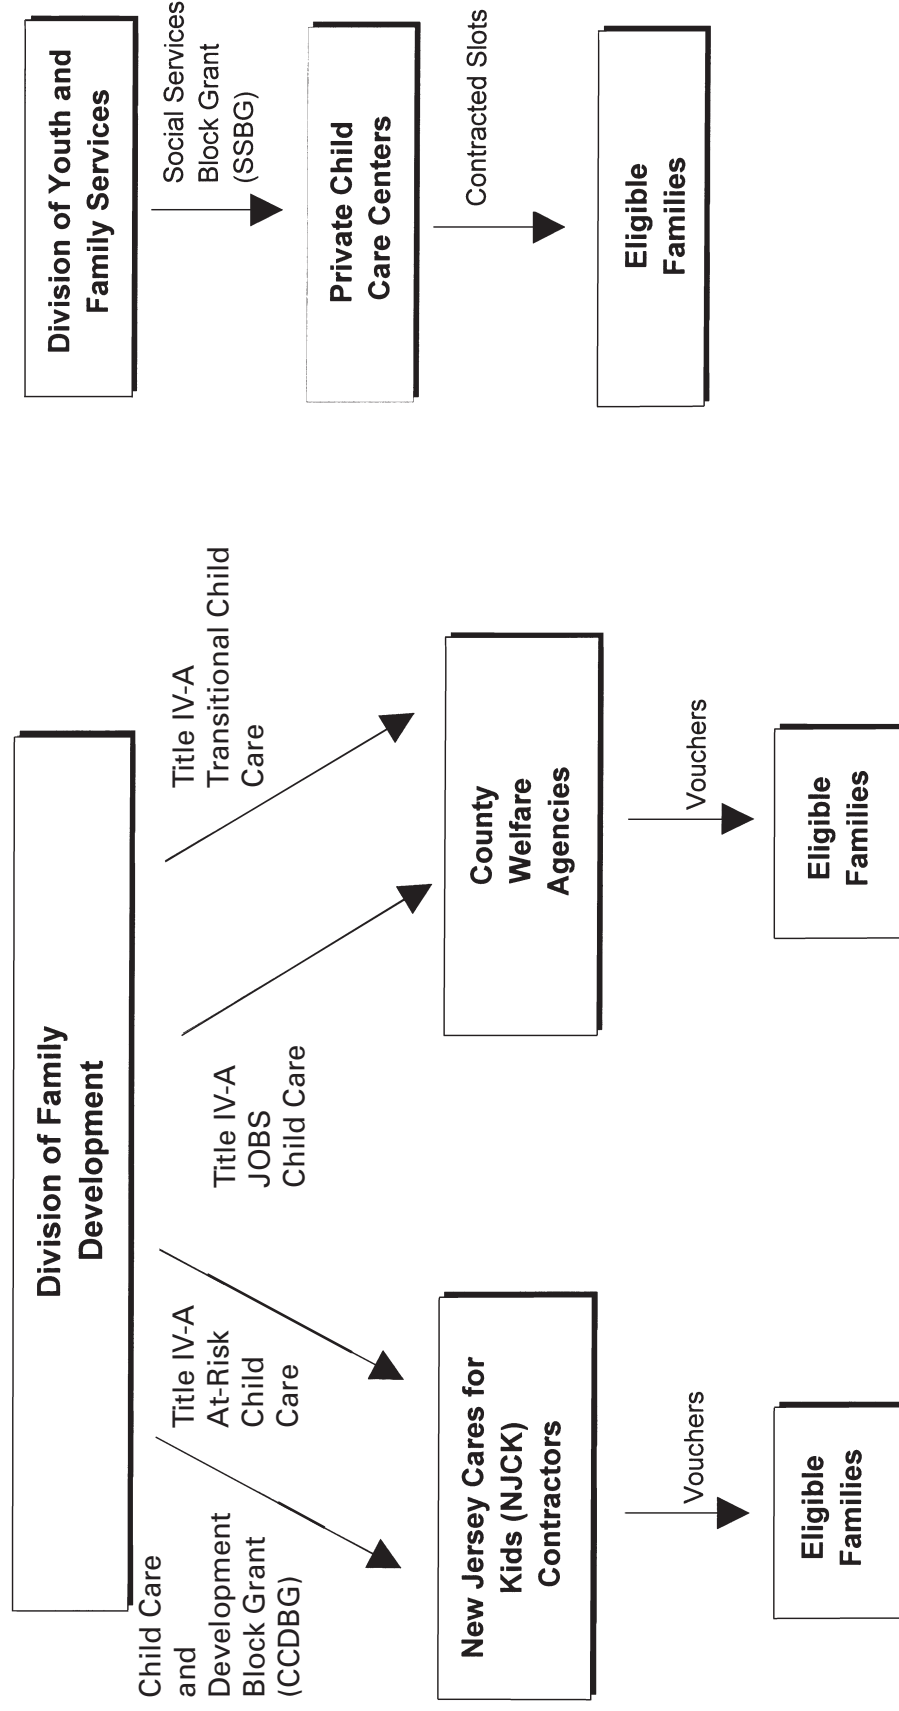 Division of Family
Development
Child Care
and
Development
Block Grant
(CCDBG)
Title IV-A
At-Risk
Child
Care
Title IV-A
JOBS
Child Care
Title IV-A
Transitional Child
Care
New Jersey Cares for
Kids (NJCK)
Contractors
County
Welfare
Agencies
Vouchers
Vouchers
Eligible
Families
Eligible
Families
Division of Youth and
Family Services
Social Services
Block Grant
(SSBG)
Private Child
Care Centers
Contracted Slots
Eligible
Families